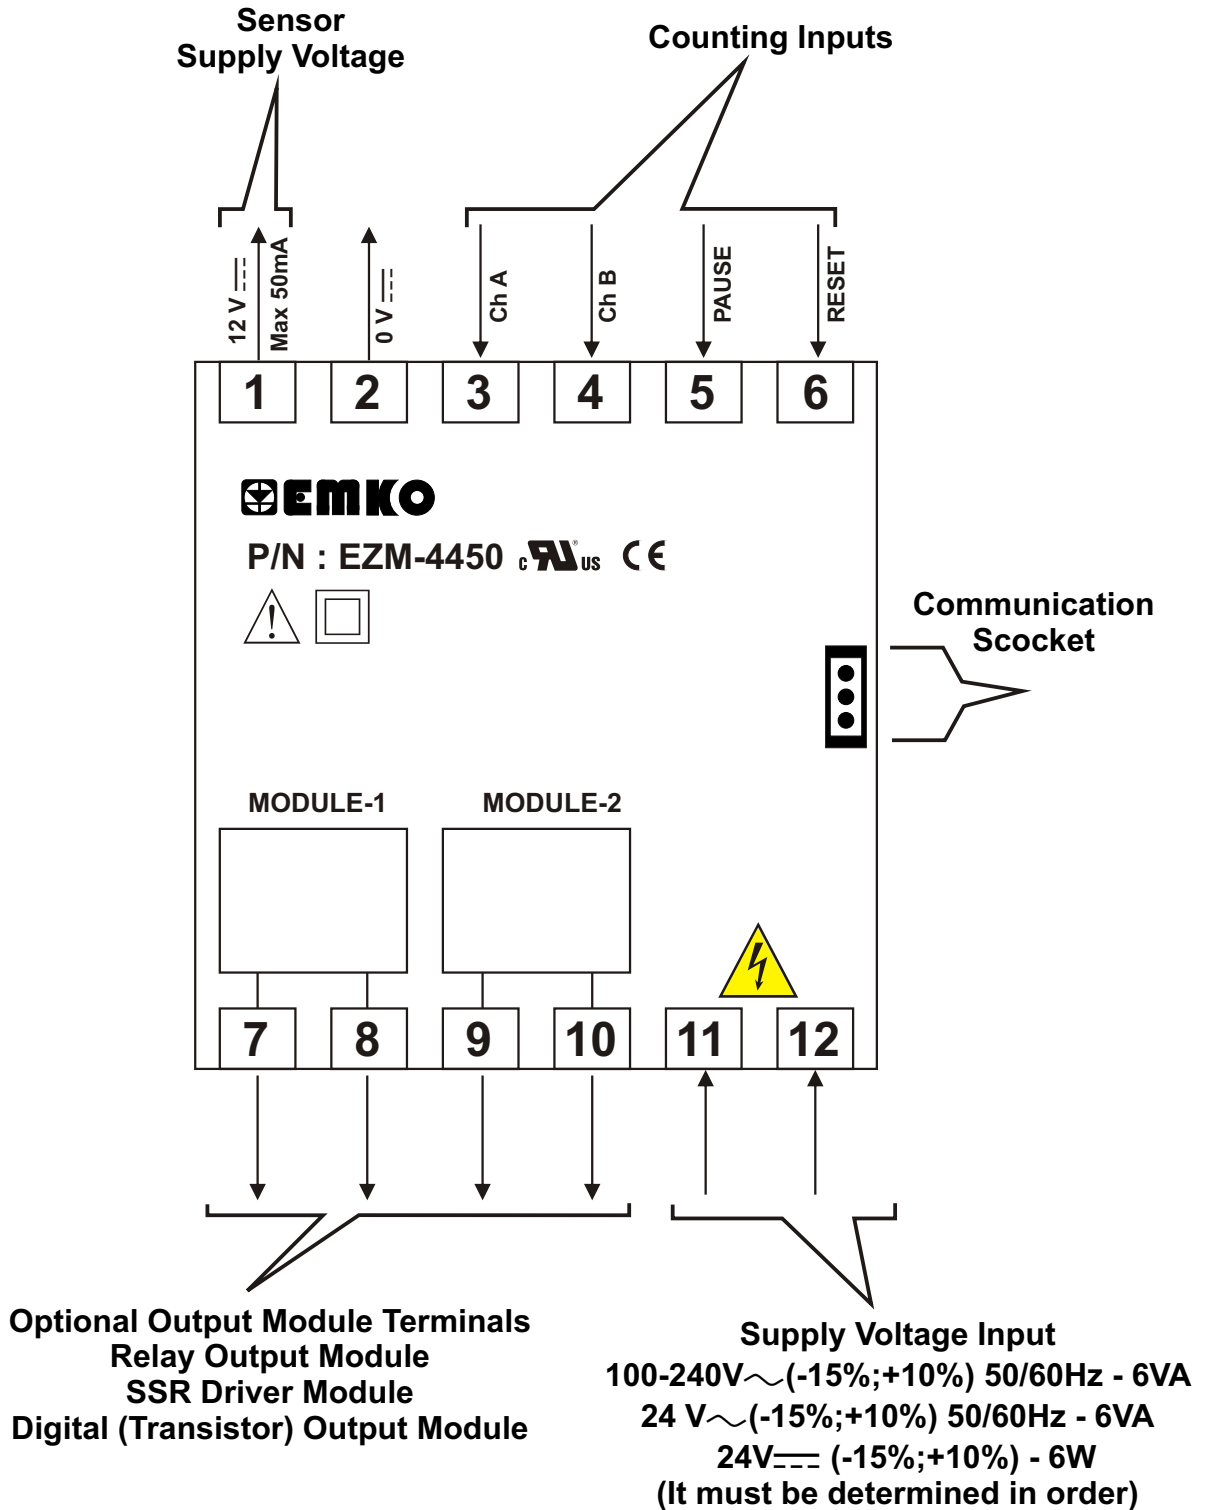 Sensor
Supply Voltage
Counting Inputs
12 V
Max 50mA
0 V
Ch A
Ch B
PAUSE
RESET
1
2
3
4
5
6
EMKO
P/N : EZM-4450 c RU ® US CE
Communication
Scocket
MODULE-1
MODULE-2
7
8
9
10
11
12
Optional Output Module Terminals
Relay Output Module
SSR Driver Module
Digital (Transistor) Output Module
Supply Voltage Input
100-240V (-15%;+10%) 50/60Hz - 6VA
24 V (-15%;+10%) 50/60Hz - 6VA
24V (-15%;+10%) - 6W
(It must be determined in order)